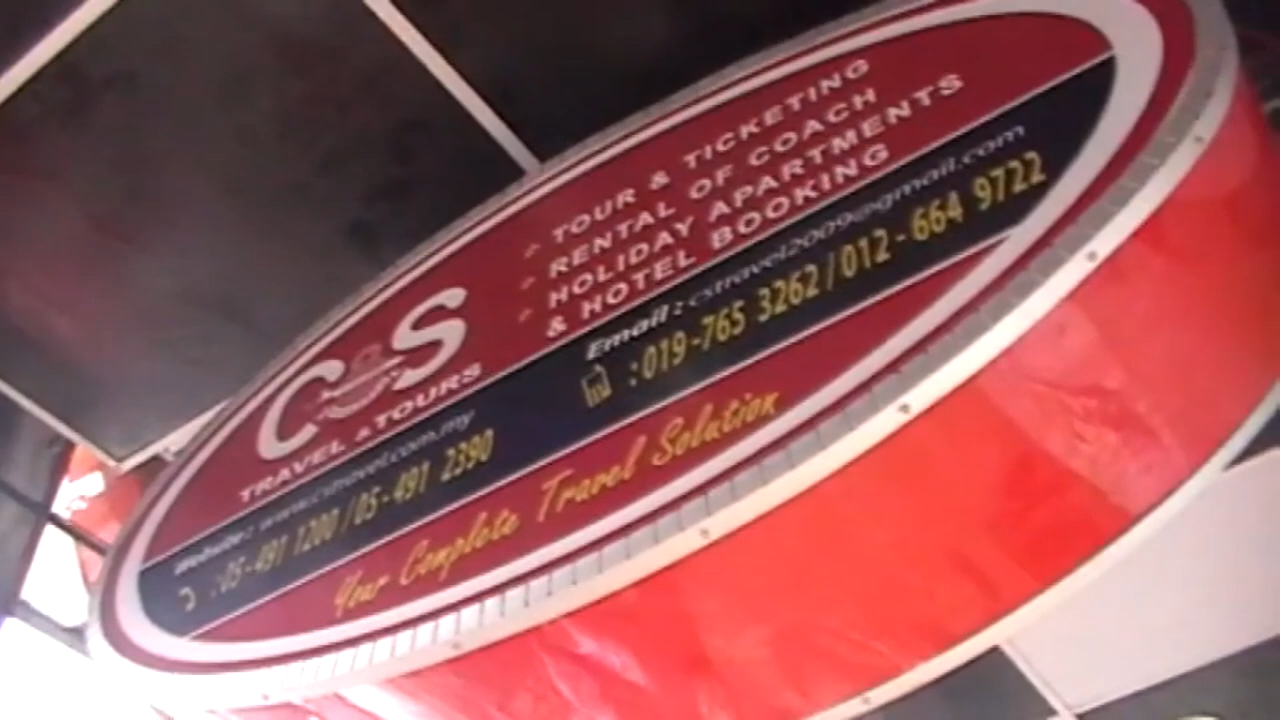 C&S
TRAVEL & TOURS
TOUR & TICKETING
RENTAL OF COACH
HOLIDAY APARTMENTS
& HOTEL BOOKING
Website : www.cstravel.com.my
: 05-491 1200 / 05-491 2390
Email : cstravel2009@gmail.com
: 019-765 3262 / 012-664 9722
Your Complete Travel Solution